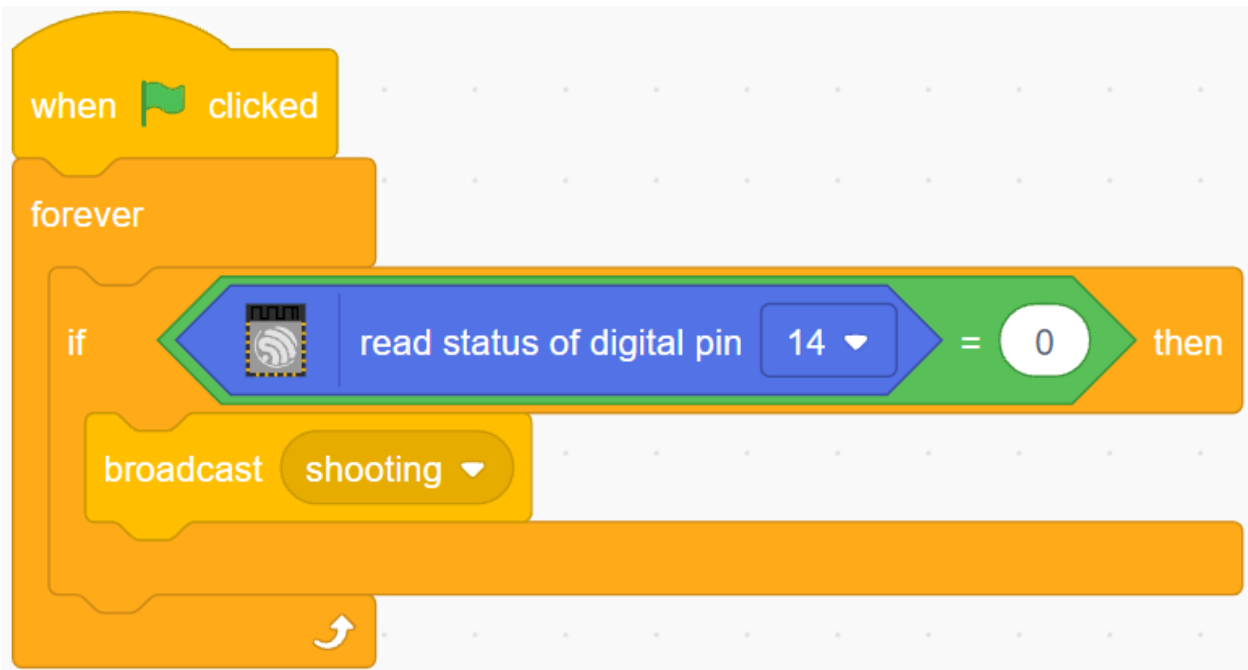 when clicked
forever
if read status of digital pin 14 = 0 then
broadcast shooting